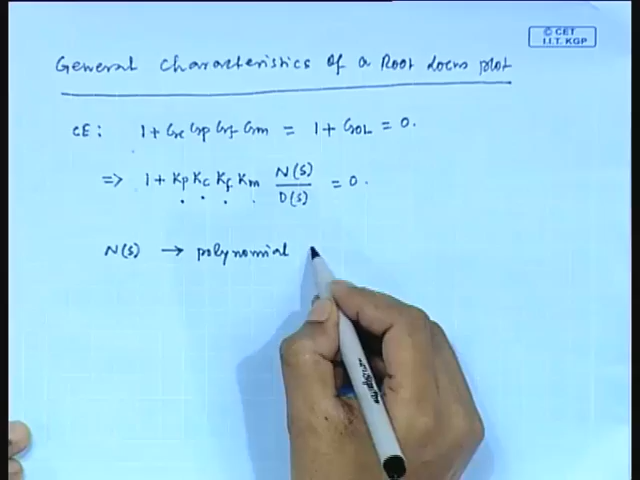 © CET
I.I.T. KGP
General characteristics of a Root locus plot
CE: 1 + Gc Gp Gf Gm = 1 + GOL = 0.
=> 1 + Kp Kc Kf Km N(s)/D(s) = 0.
N(s) → polynomial